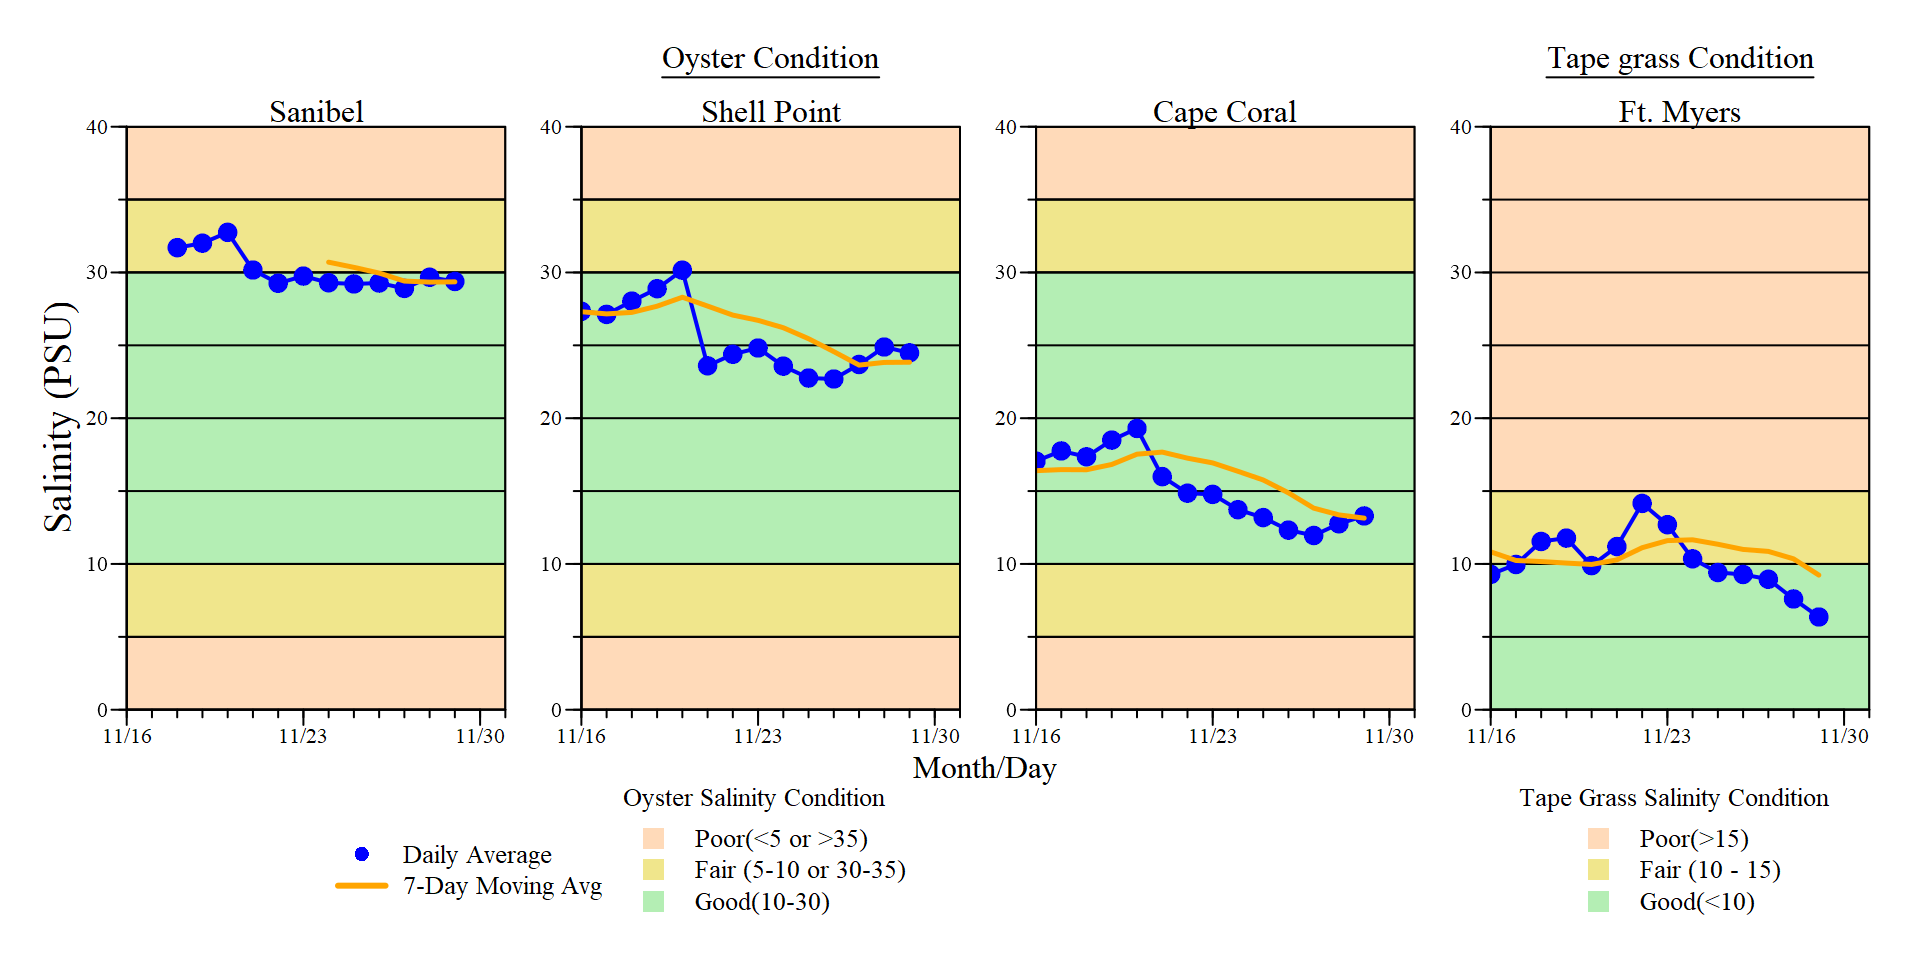 Oyster Condition
Tape grass Condition
Sanibel
Shell Point
Cape Coral
Ft. Myers
40
30
20
10
0
40
30
20
10
0
40
30
20
10
0
40
30
20
10
0
Salinity (PSU)
11/16 11/23 11/30
11/16 11/23 11/30
11/16 11/23 11/30
11/16 11/23 11/30
Month/Day
Daily Average
7-Day Moving Avg
Oyster Salinity Condition
Poor(<5 or >35)
Fair (5-10 or 30-35)
Good(10-30)
Tape Grass Salinity Condition
Poor(>15)
Fair (10 - 15)
Good(<10)